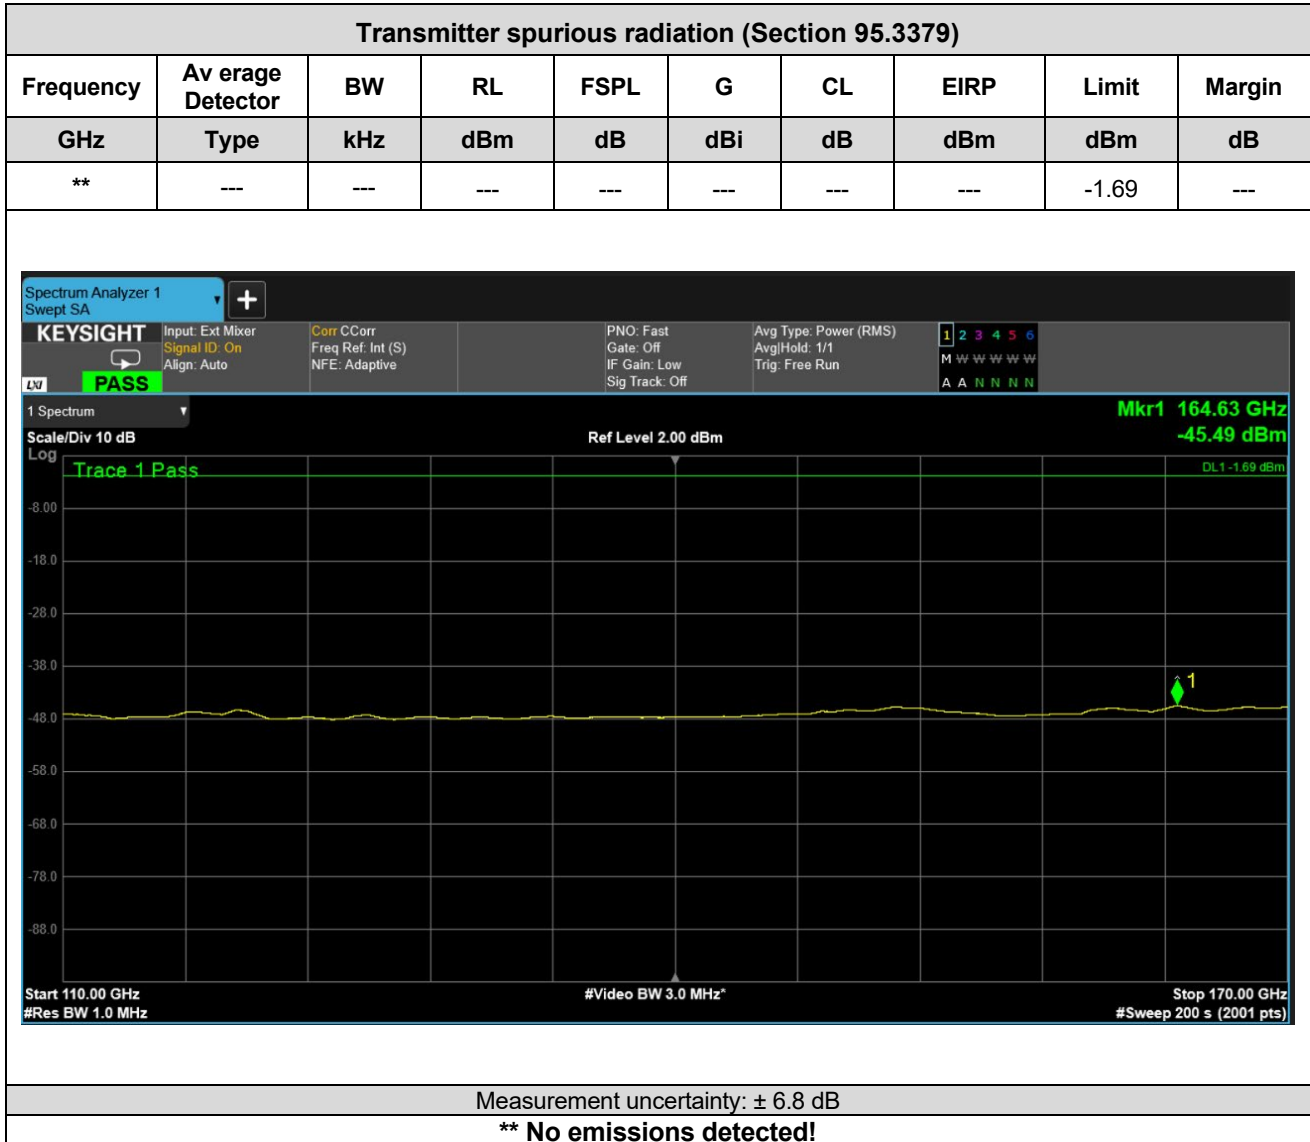 Transmitter spurious radiation (Section 95.3379)
Frequency Av erage Detector BW RL FSPL G CL EIRP Limit Margin
GHz Type kHz dBm dB dBi dB dBm dBm dB
** --- --- --- --- --- --- --- -1.69 ---
Spectrum Analyzer 1
Swept SA
+
KEYSIGHT Input: Ext Mixer Corr CCorr PNO: Fast Avg Type: Power (RMS) 1 2 3 4 5 6
Signal ID: On Freq Ref: Int (S) Gate: Off Avg|Hold: 1/1 M W W W W W
Align: Auto NFE: Adaptive IF Gain: Low Trig: Free Run
LXI PASS Sig Track: Off A A N N N N
1 Spectrum Mkr1 164.63 GHz
Scale/Div 10 dB Ref Level 2.00 dBm -45.49 dBm
Log
Trace 1 Pass DL1 -1.69 dBm
-8.00
-18.0
-28.0
-38.0
1
-48.0
-58.0
-68.0
-78.0
-88.0
Start 110.00 GHz #Video BW 3.0 MHz* Stop 170.00 GHz
#Res BW 1.0 MHz #Sweep 200 s (2001 pts)
Measurement uncertainty: ± 6.8 dB
** No emissions detected!